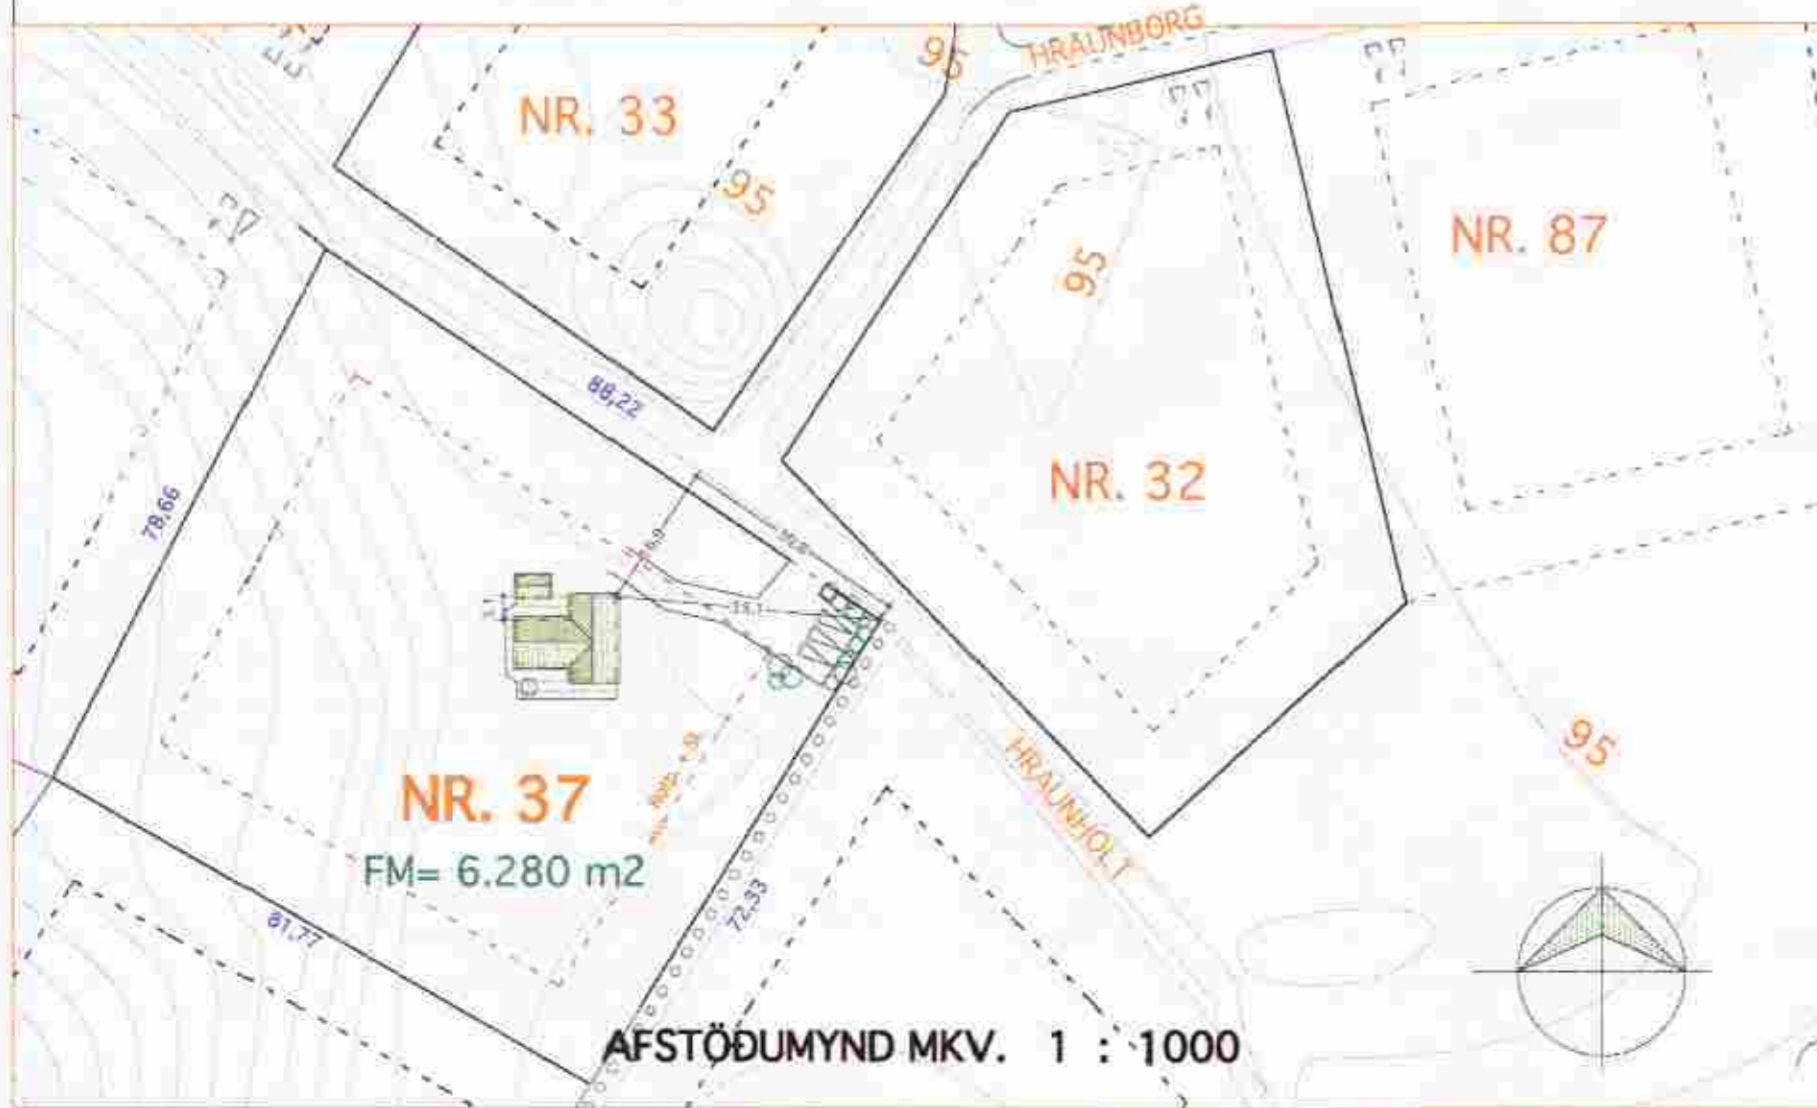 HRAUNBORG
95
NR. 33
95
NR. 87
95
88,22
NR. 32
78,66
95
HRAUNHOLT
NR. 37
FM= 6.280 m2
72,33
81,77
AFSTÖÐUMYND MKV. 1 : 1000